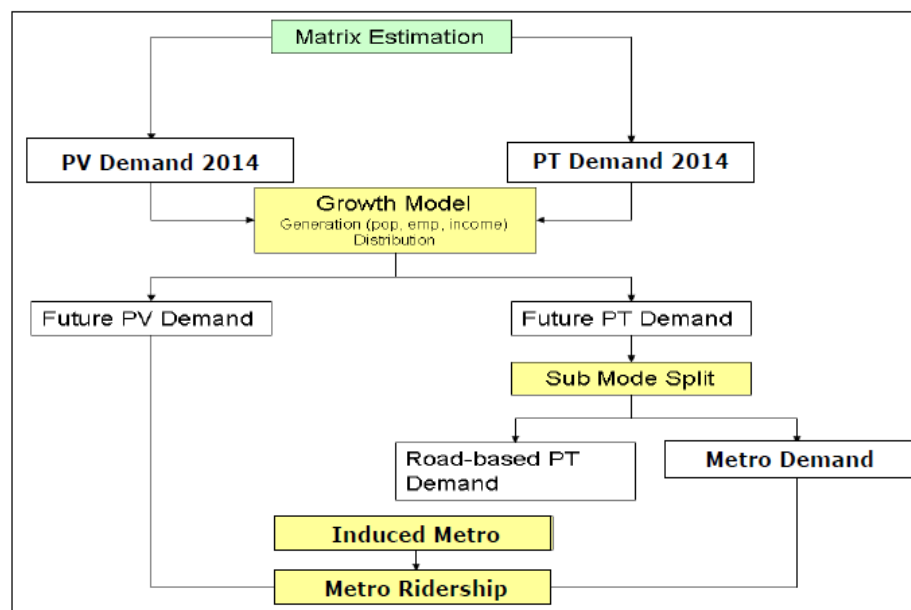 Matrix Estimation
PV Demand 2014
PT Demand 2014
Growth Model
Generation (pop, emp, income)
Distribution
Future PV Demand
Future PT Demand
Sub Mode Split
Road-based PT
Demand
Metro Demand
Induced Metro
Metro Ridership